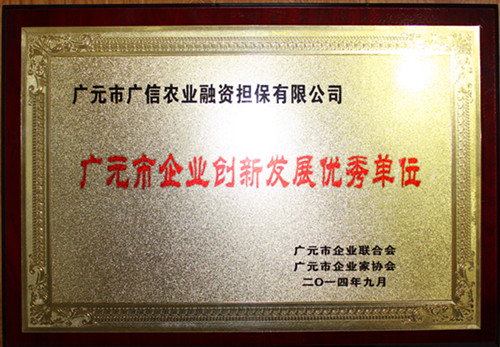 广元市广信农业融资担保有限公司
广元市企业创新发展优秀单位
广元市企业联合会
广元市企业家协会
二〇一四年九月